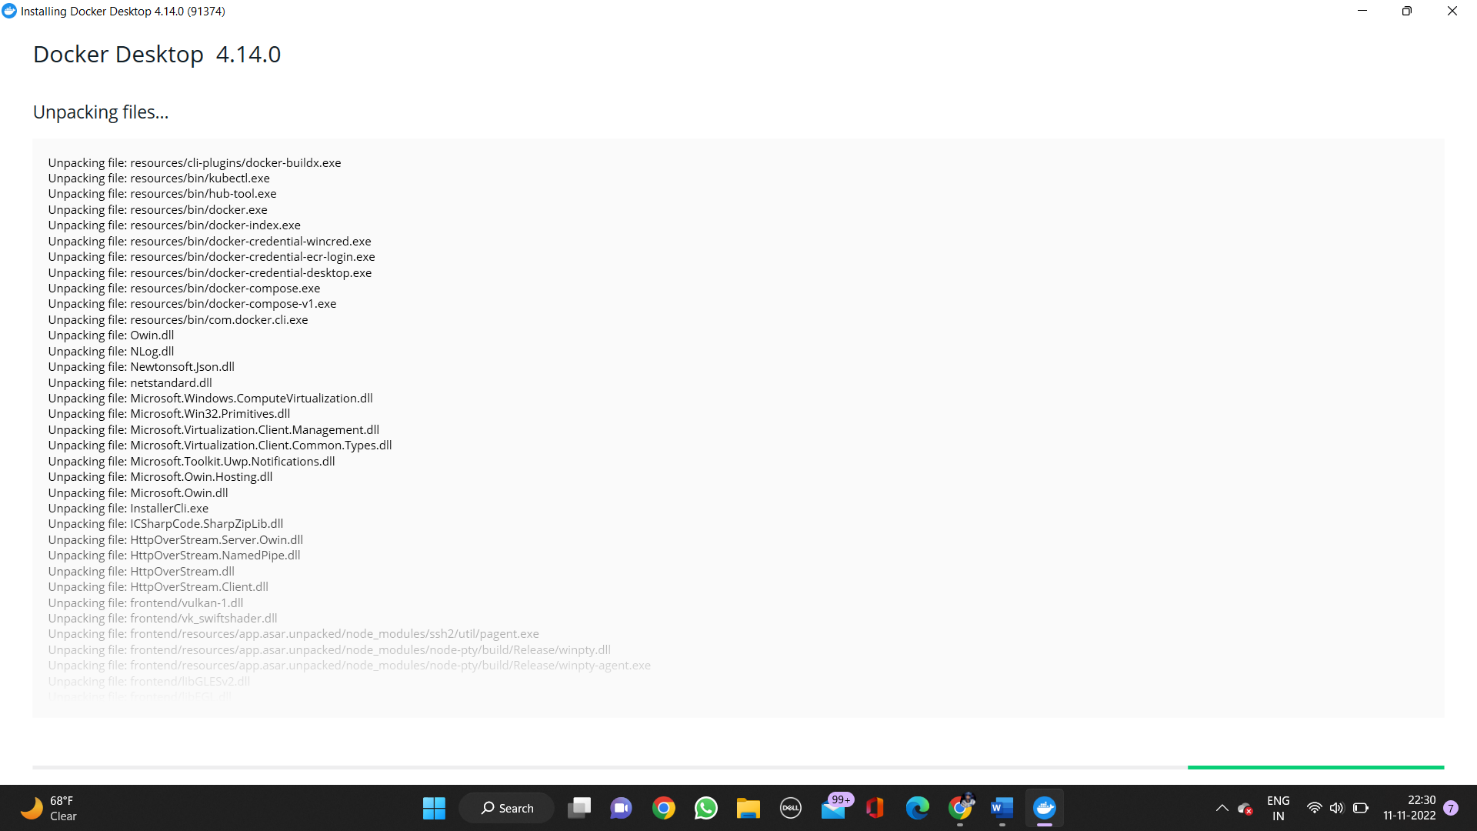 Installing Docker Desktop 4.14.0 (91374)
Docker Desktop 4.14.0
Unpacking files...
Unpacking file: resources/cli-plugins/docker-buildx.exe
Unpacking file: resources/bin/kubectl.exe
Unpacking file: resources/bin/hub-tool.exe
Unpacking file: resources/bin/docker.exe
Unpacking file: resources/bin/docker-index.exe
Unpacking file: resources/bin/docker-credential-wincred.exe
Unpacking file: resources/bin/docker-credential-ecr-login.exe
Unpacking file: resources/bin/docker-credential-desktop.exe
Unpacking file: resources/bin/docker-compose.exe
Unpacking file: resources/bin/docker-compose-v1.exe
Unpacking file: resources/bin/com.docker.cli.exe
Unpacking file: Owin.dll
Unpacking file: NLog.dll
Unpacking file: Newtonsoft.Json.dll
Unpacking file: netstandard.dll
Unpacking file: Microsoft.Windows.ComputeVirtualization.dll
Unpacking file: Microsoft.Win32.Primitives.dll
Unpacking file: Microsoft.Virtualization.Client.Management.dll
Unpacking file: Microsoft.Virtualization.Client.Common.Types.dll
Unpacking file: Microsoft.Toolkit.Uwp.Notifications.dll
Unpacking file: Microsoft.Owin.Hosting.dll
Unpacking file: Microsoft.Owin.dll
Unpacking file: InstallerCli.exe
Unpacking file: ICSharpCode.SharpZipLib.dll
Unpacking file: HttpOverStream.Server.Owin.dll
Unpacking file: HttpOverStream.NamedPipe.dll
Unpacking file: HttpOverStream.dll
Unpacking file: HttpOverStream.Client.dll
Unpacking file: frontend/vulkan-1.dll
Unpacking file: frontend/vk_swiftshader.dll
Unpacking file: frontend/resources/app.asar.unpacked/node_modules/ssh2/util/pagent.exe
Unpacking file: frontend/resources/app.asar.unpacked/node_modules/node-pty/build/Release/winpty.dll
Unpacking file: frontend/resources/app.asar.unpacked/node_modules/node-pty/build/Release/winpty-agent.exe
Unpacking file: frontend/libGLESv2.dll
68°F
Clear
Search
DELL
99+
ENG
IN
22:30
11-11-2022
7